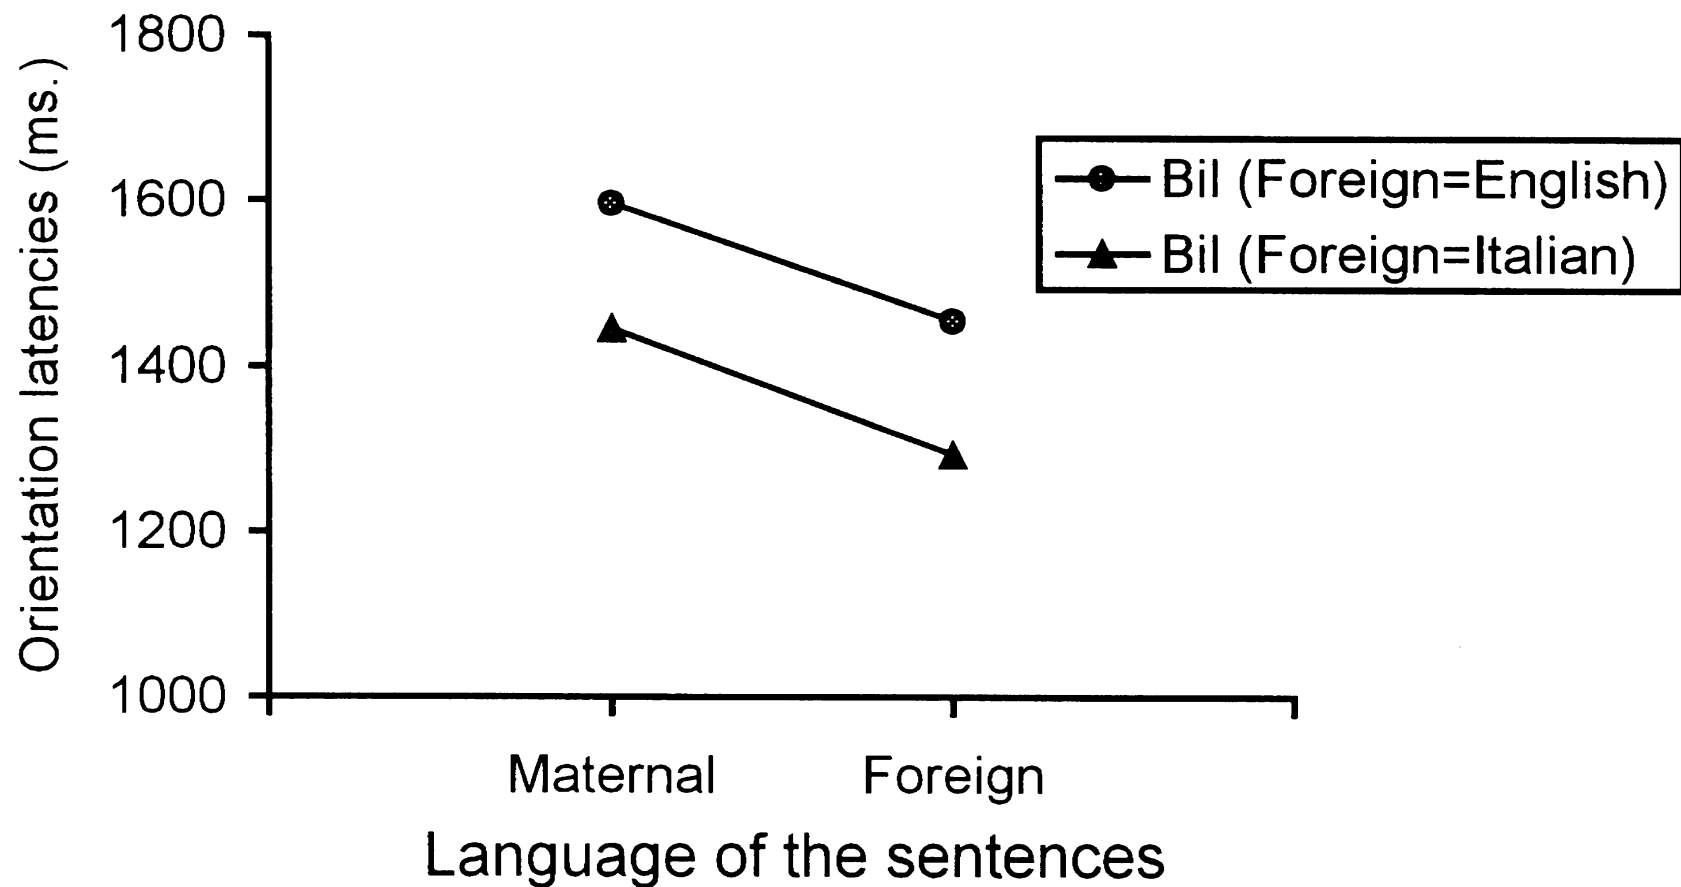 Orientation latencies (ms.)
1800
1600
1400
1200
1000
Bil (Foreign=English)
Bil (Foreign=Italian)
Maternal
Foreign
Language of the sentences